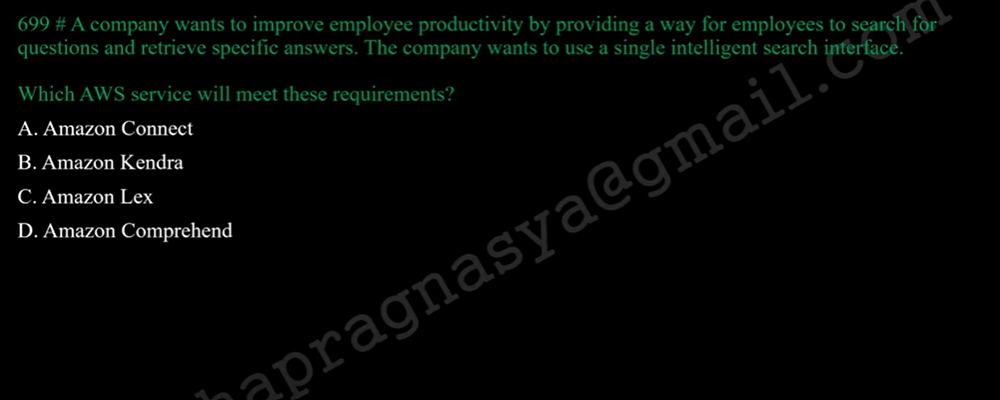 699 # A company wants to improve employee productivity by providing a way for employees to search for
questions and retrieve specific answers. The company wants to use a single intelligent search interface.
Which AWS service will meet these requirements?
A. Amazon Connect
B. Amazon Kendra
C. Amazon Lex
D. Amazon Comprehend
hapragnasya@gmail.com